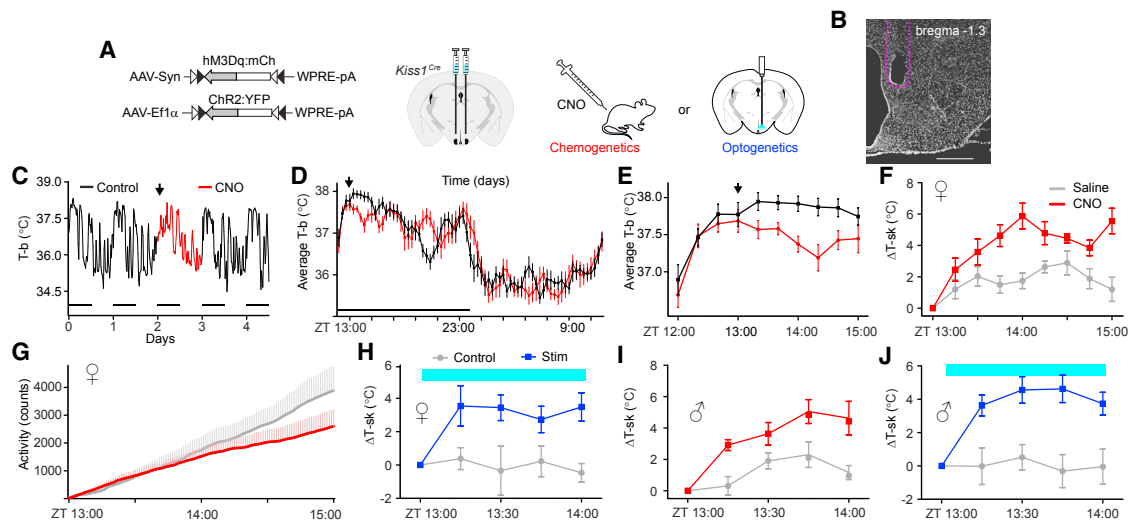 A
hM3Dq:mCh
AAV-Syn
WPRE-pA
ChR2:YFP
AAV-Ef1α
WPRE-pA
Kiss1Cre
CNO
or
Chemogenetics
Optogenetics
B
bregma -1.3
C
Control
CNO
T-b (°C)
39.0
37.5
36.0
34.5
0 1 2 3 4
Days
D
Time (days)
Average T-b (°C)
38
37
36
ZT 13:00 23:00 9:00
E
Average T-b (°C)
38.0
37.5
37.0
ZT 12:00 13:00 14:00 15:00
F
♀
Saline
CNO
ΔT-sk (°C)
8
6
4
2
0
ZT 13:00 14:00 15:00
G
♀
Activity (counts)
4000
3000
2000
1000
ZT 13:00 14:00 15:00
H
Control
Stim
♀
ΔT-sk (°C)
6
4
2
0
-2
ZT 13:00 13:30 14:00
I
♂
ΔT-sk (°C)
6
4
2
0
ZT 13:00 13:30 14:00
J
♂
ΔT-sk (°C)
6
4
2
0
-2
ZT 13:00 13:30 14:00